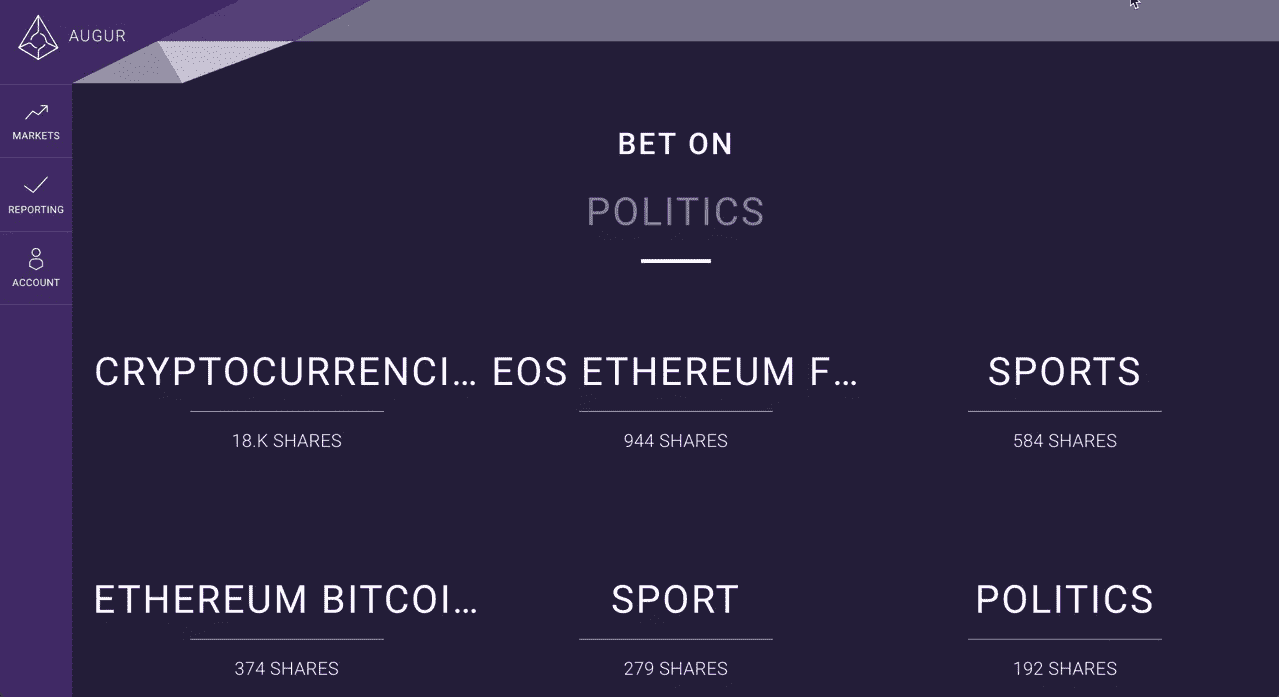 AUGUR
MARKETS
REPORTING
ACCOUNT
BET ON
POLITICS
CRYPTOCURRENCI...
18.K SHARES
EOS ETHEREUM F...
944 SHARES
SPORTS
584 SHARES
ETHEREUM BITCOI...
374 SHARES
SPORT
279 SHARES
POLITICS
192 SHARES